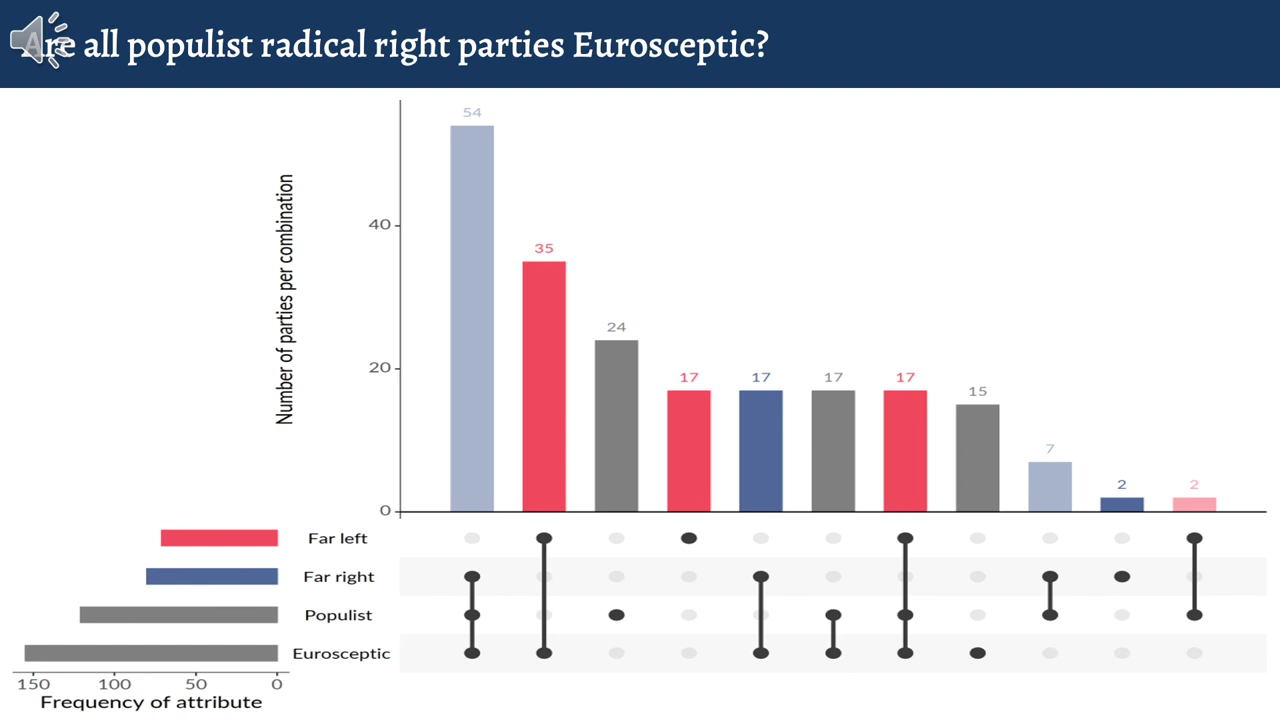 Are all populist radical right parties Eurosceptic?
Number of parties per combination
54
35
24
17
17
17
17
15
7
2
2
40
20
0
Far left
Far right
Populist
Eurosceptic
150 100 50 0
Frequency of attribute